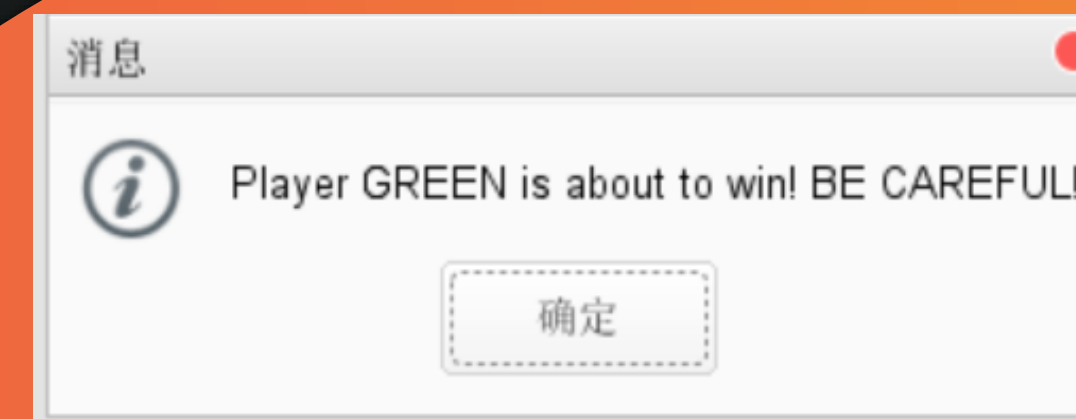 消息
Player GREEN is about to win! BE CAREFUL!
确定